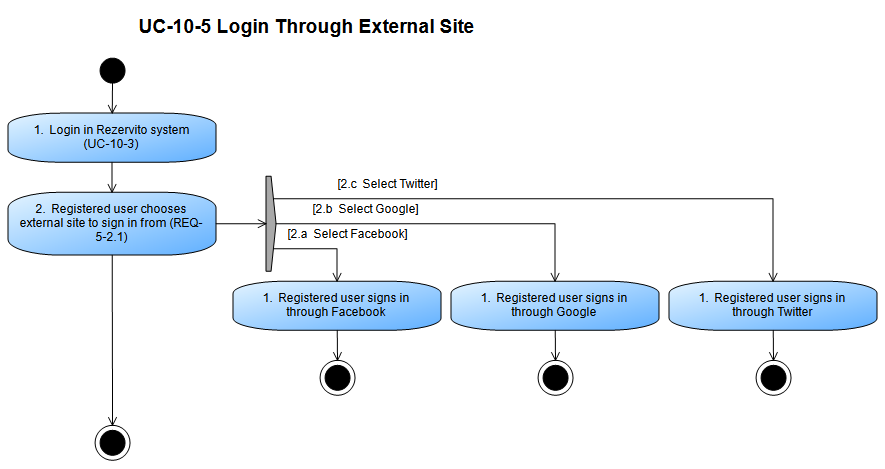 UC-10-5 Login Through External Site
1. Login in Rezervito system
(UC-10-3)
2. Registered user chooses
external site to sign in from (REQ-
5-2.1)
[2.c Select Twitter]
[2.b Select Google]
[2.a Select Facebook]
1. Registered user signs in
through Facebook
1. Registered user signs in
through Google
1. Registered user signs in
through Twitter